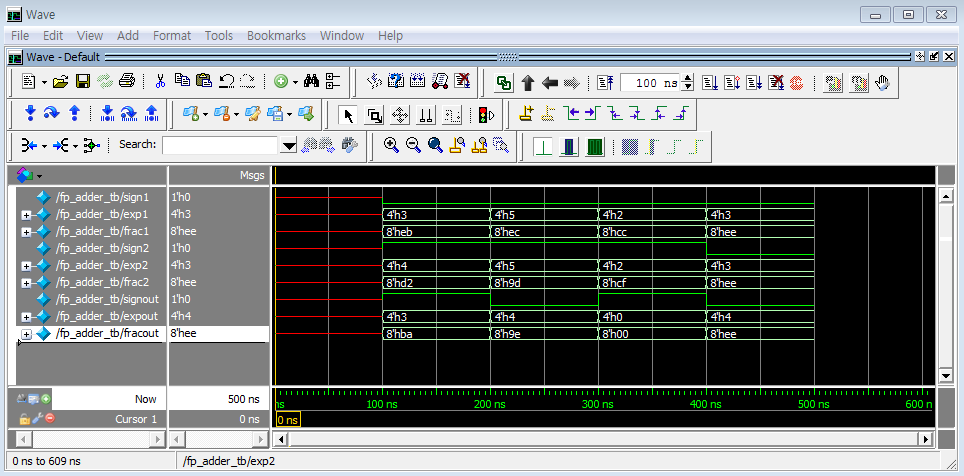 Wave
File Edit View Add Format Tools Bookmarks Window Help
Wave - Default
100 ns
Search:
Msgs
/fp_adder_tb/sign1 1'h0
/fp_adder_tb/exp1 4'h3 4'h3 4'h5 4'h2 4'h3
/fp_adder_tb/frac1 8'hee 8'heb 8'hec 8'hcc 8'hee
/fp_adder_tb/sign2 1'h0
/fp_adder_tb/exp2 4'h3 4'h4 4'h5 4'h2 4'h3
/fp_adder_tb/frac2 8'hee 8'hd2 8'h9d 8'hcf 8'hee
/fp_adder_tb/signout 1'h0
/fp_adder_tb/expout 4'h4 4'h3 4'h4 4'h0 4'h4
/fp_adder_tb/fracout 8'hee 8'hba 8'h9e 8'h00 8'hee
Now 500 ns ns 100 ns 200 ns 300 ns 400 ns 500 ns 600 n
Cursor 1 0 ns 0 ns
0 ns to 609 ns /fp_adder_tb/exp2